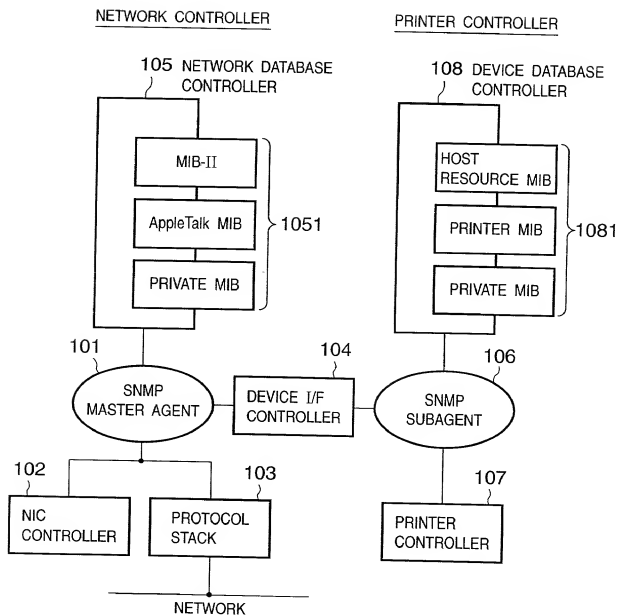 NETWORK CONTROLLER
PRINTER CONTROLLER
105 NETWORK DATABASE
CONTROLLER
108 DEVICE DATABASE
CONTROLLER
MIB-II
AppleTalk MIB
PRIVATE MIB
1051
HOST
RESOURCE MIB
PRINTER MIB
PRIVATE MIB
1081
101
SNMP
MASTER AGENT
104
DEVICE I/F
CONTROLLER
106
SNMP
SUBAGENT
102
NIC
CONTROLLER
103
PROTOCOL
STACK
107
PRINTER
CONTROLLER
NETWORK